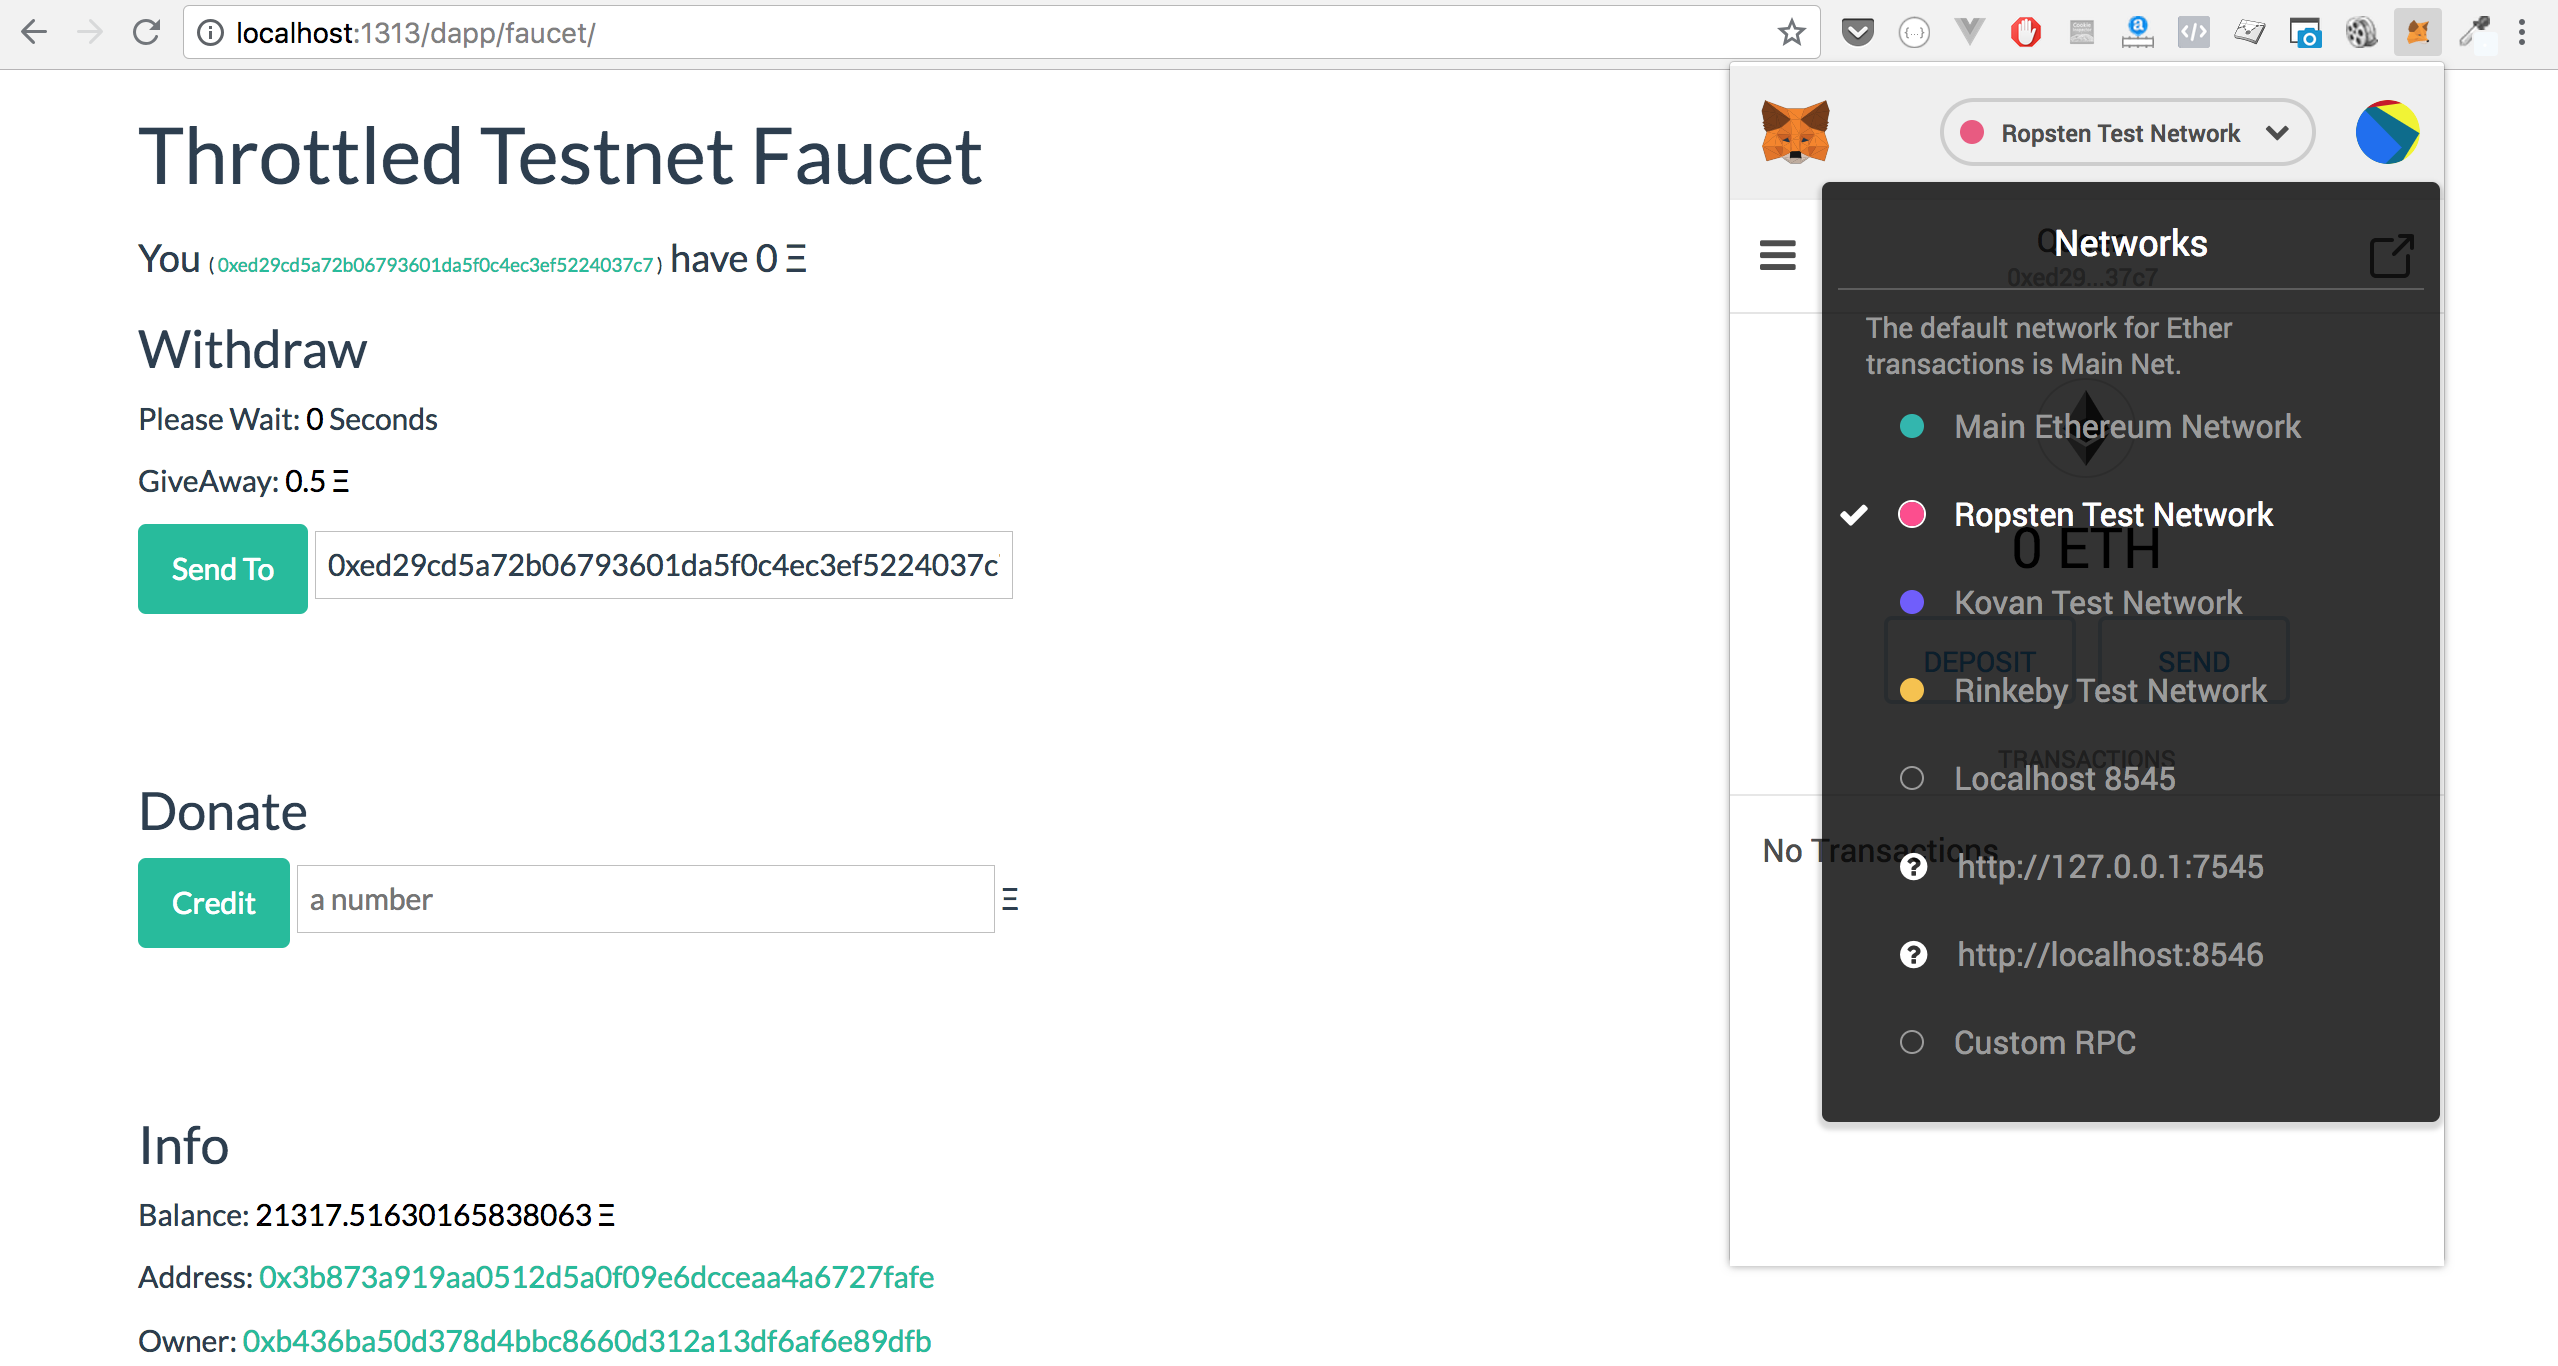 localhost:1313/dapp/faucet/
Throttled Testnet Faucet
You (0xed29cd5a72b06793601da5f0c4ec3ef5224037c7) have 0 Ξ
Withdraw
Please Wait: 0 Seconds
GiveAway: 0.5 Ξ
Send To
0xed29cd5a72b06793601da5f0c4ec3ef5224037c
Donate
Credit
a number
Ξ
Info
Balance: 21317.51630165838063 Ξ
Address: 0x3b873a919aa0512d5a0f09e6dcceaa4a6727fafe
Owner: 0xb436ba50d378d4bbc8660d312a13df6af6e89dfb
Ropsten Test Network
Networks
0xed29...37c7
The default network for Ether
transactions is Main Net.
Main Ethereum Network
Ropsten Test Network
0 ETH
Kovan Test Network
DEPOSIT
SEND
Rinkeby Test Network
TRANSACTIONS
Localhost 8545
No Transactions
http://127.0.0.1:7545
http://localhost:8546
Custom RPC